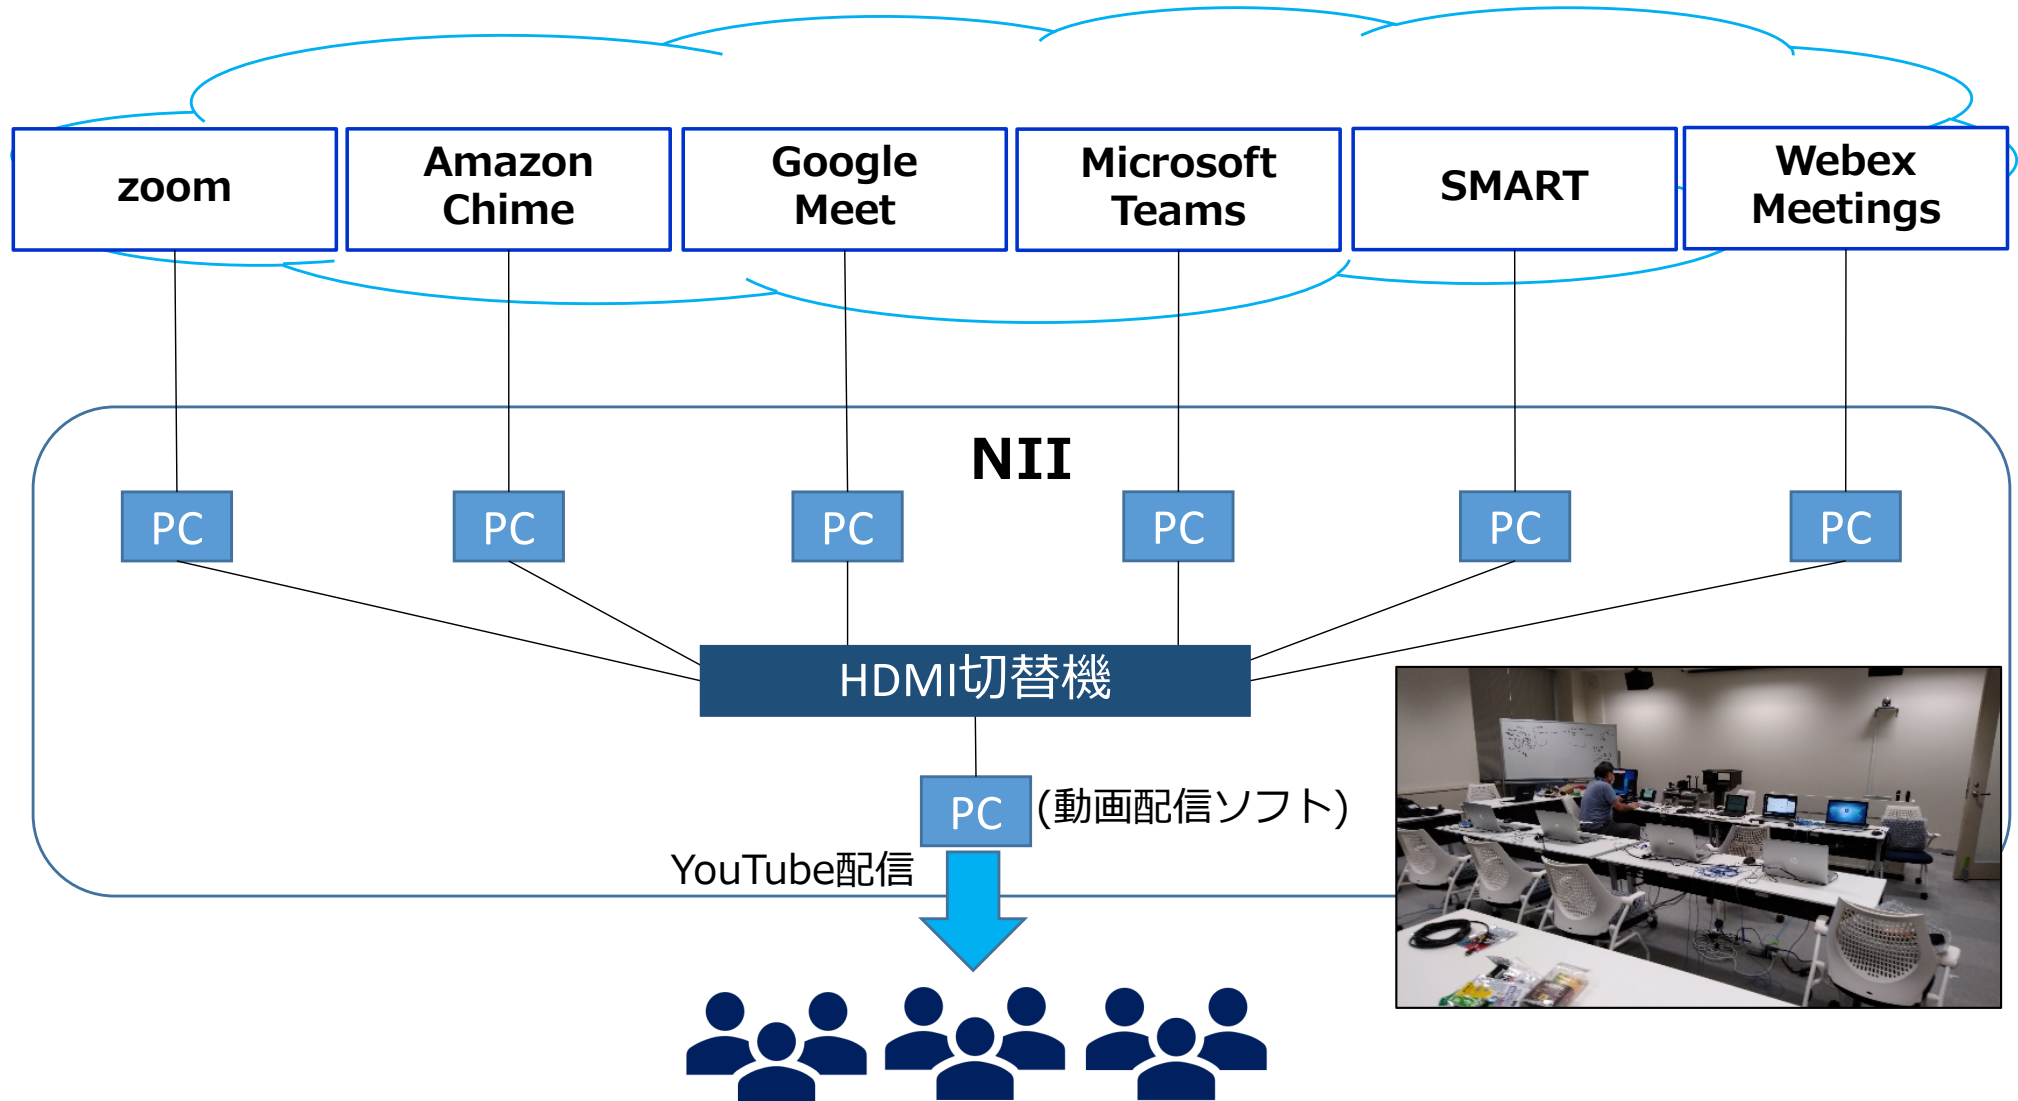 zoom
Amazon
Chime
Google
Meet
Microsoft
Teams
SMART
Webex
Meetings
NII
PC
PC
PC
PC
PC
PC
HDMI切替機
PC
(動画配信ソフト)
YouTube配信